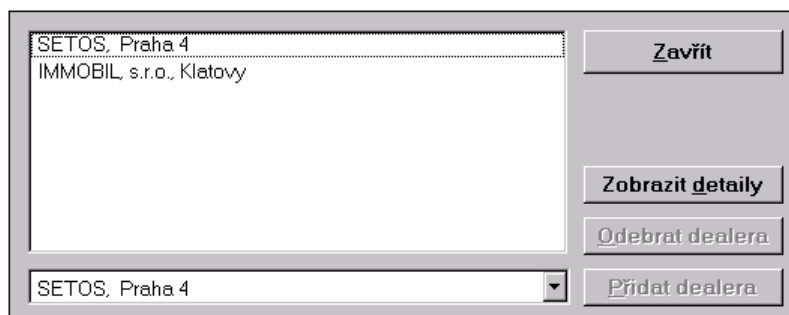 SETOS, Praha 4
IMMOBIL, s.r.o., Klatovy
Zavřít
Zobrazit detaily
Odebrat dealera
SETOS, Praha 4
Přidat dealera